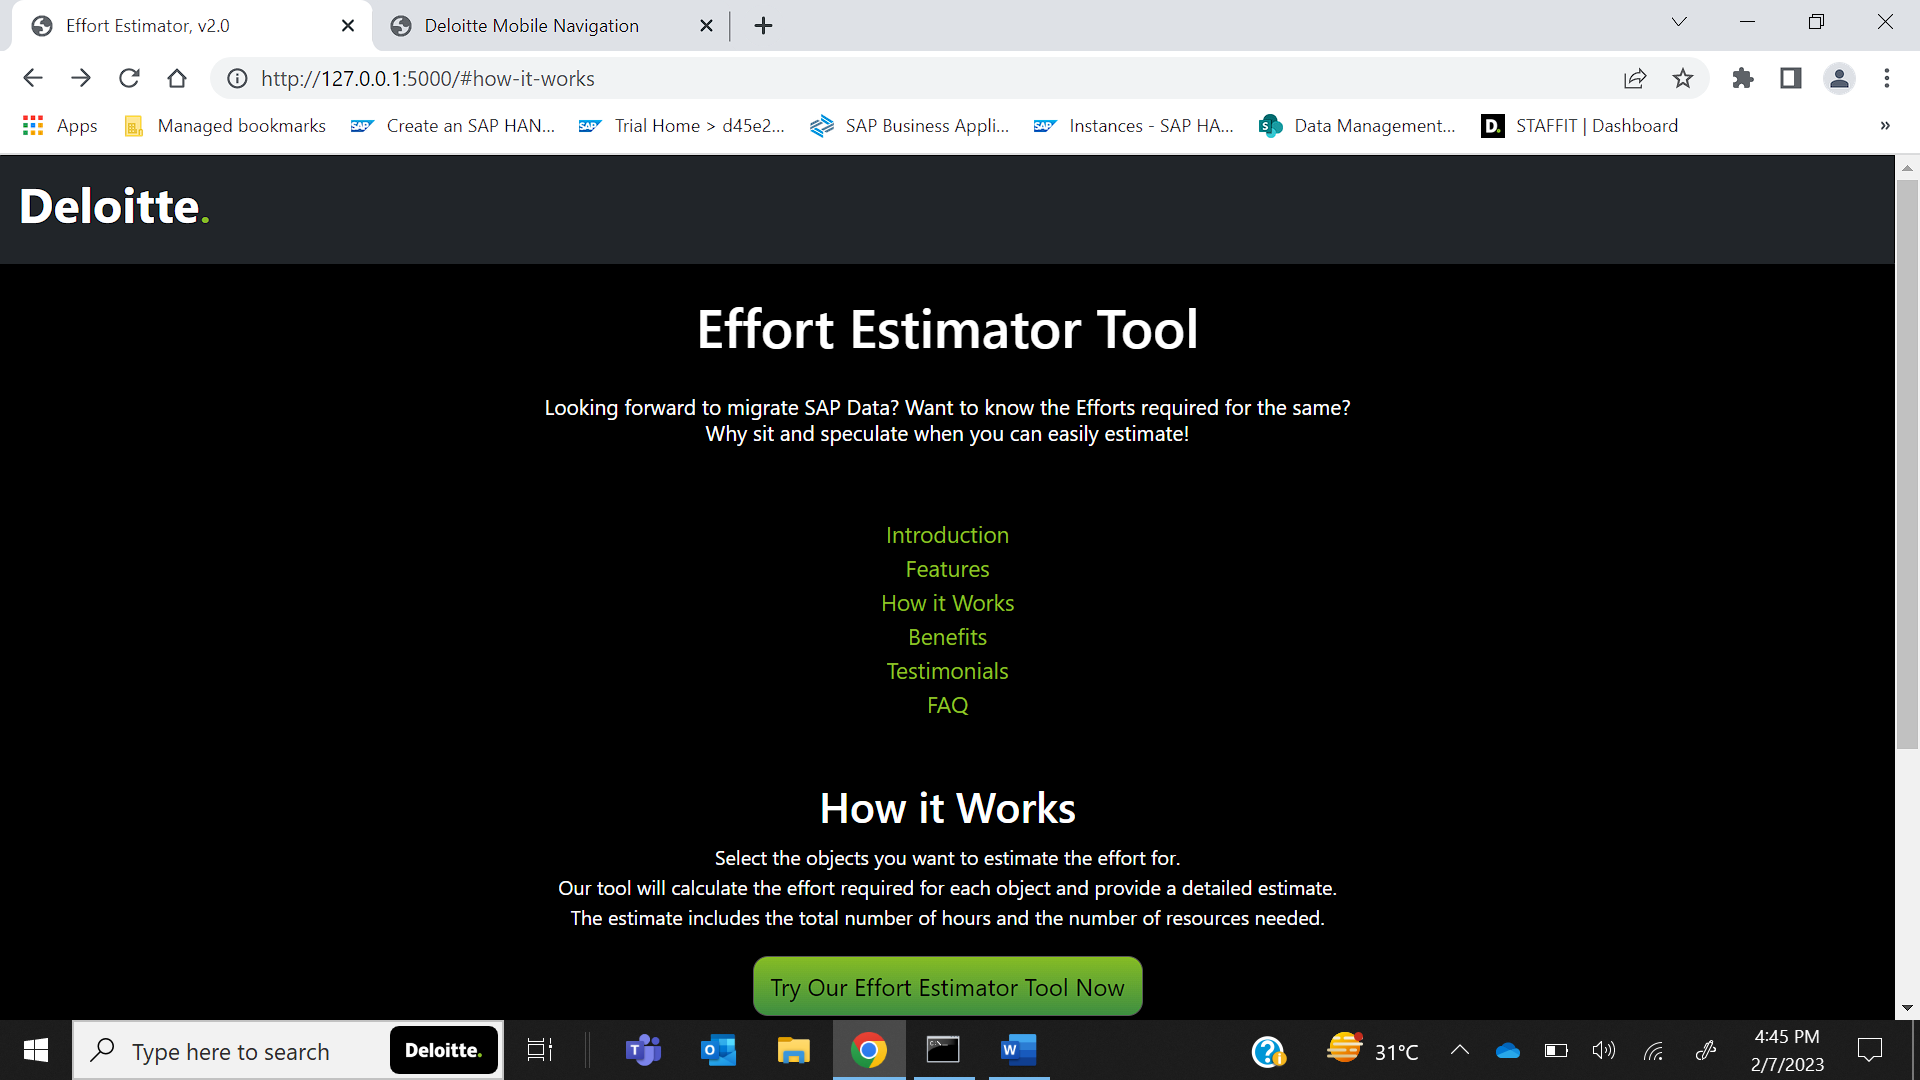 Effort Estimator, v2.0
Deloitte Mobile Navigation
http://127.0.0.1:5000/#how-it-works
Apps
Managed bookmarks
Create an SAP HAN...
Trial Home > d45e2...
SAP Business Appli...
Instances - SAP HA...
Data Management...
STAFFIT | Dashboard
»
Deloitte.
Effort Estimator Tool
Looking forward to migrate SAP Data? Want to know the Efforts required for the same?
Why sit and speculate when you can easily estimate!
Introduction
Features
How it Works
Benefits
Testimonials
FAQ
How it Works
Select the objects you want to estimate the effort for.
Our tool will calculate the effort required for each object and provide a detailed estimate.
The estimate includes the total number of hours and the number of resources needed.
Try Our Effort Estimator Tool Now
Type here to search
Deloitte.
31°C
4:45 PM
2/7/2023